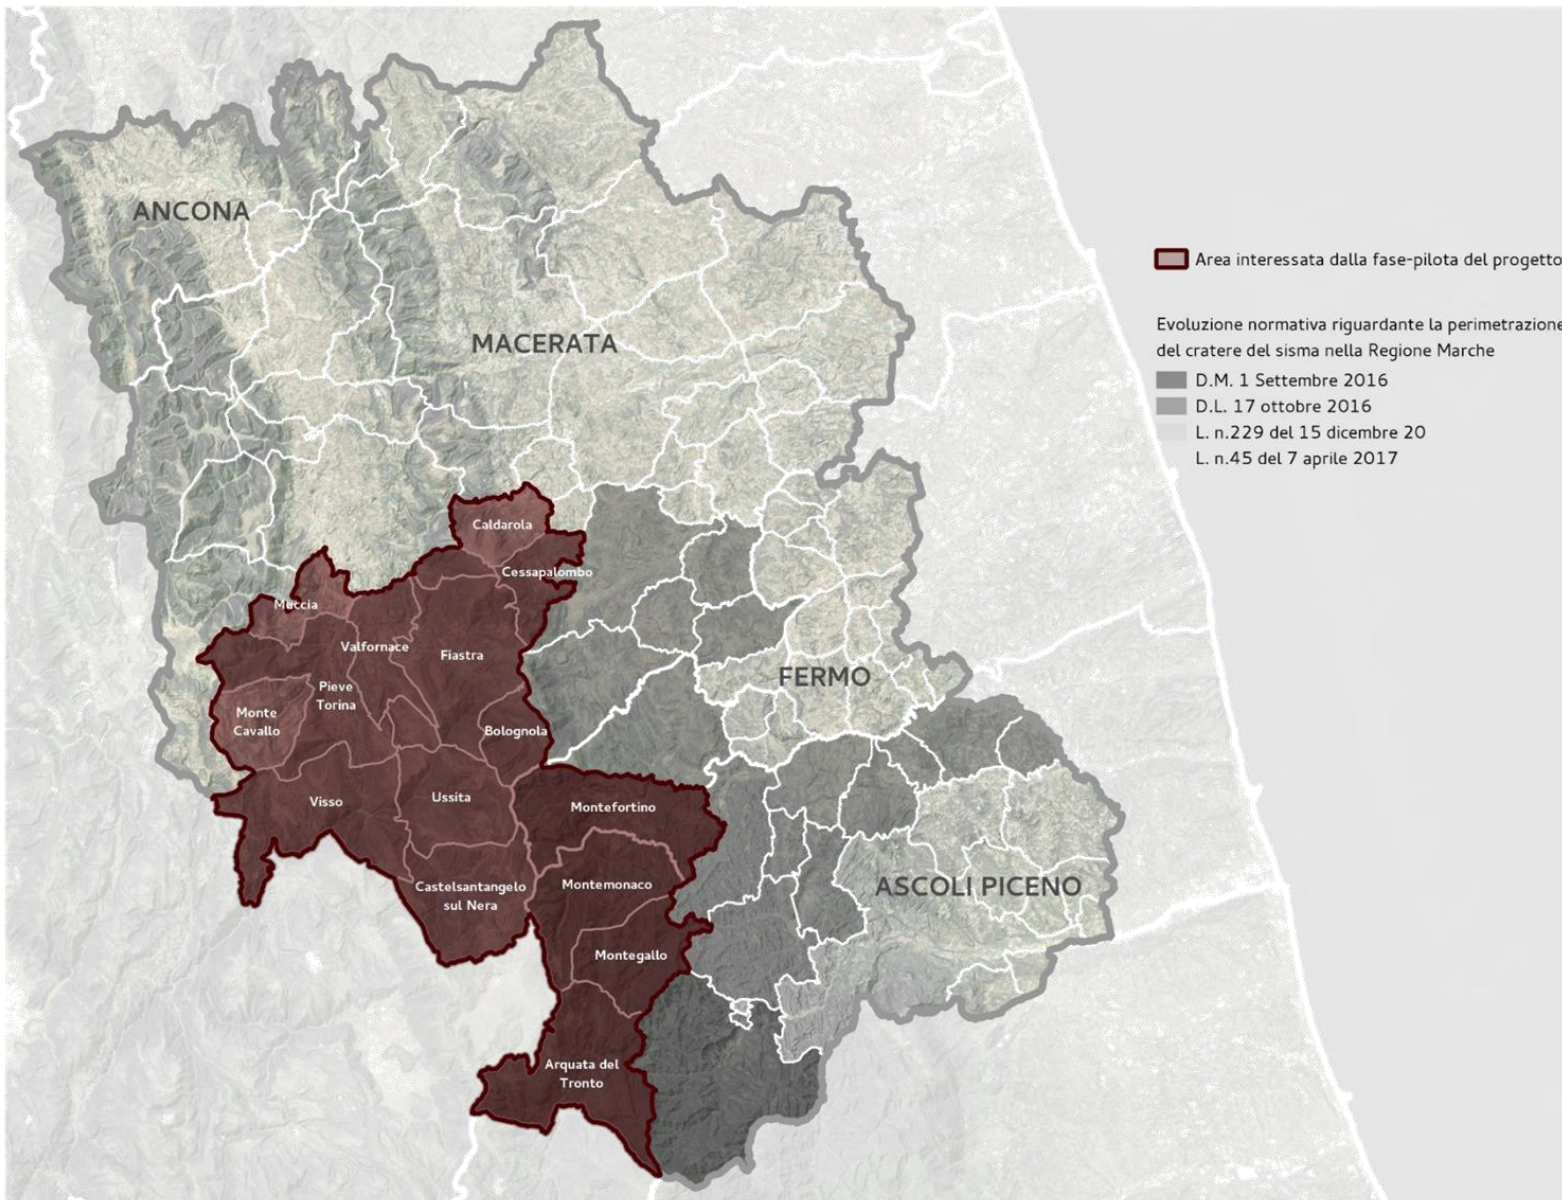 ANCONA
MACERATA
Area interessata dalla fase-pilota del progetto
Evoluzione normativa riguardante la perimetrazione
del cratere del sisma nella Regione Marche
D.M. 1 Settembre 2016
D.L. 17 ottobre 2016
L. n.229 del 15 dicembre 20
L. n.45 del 7 aprile 2017
Caldarola
Cessapalombo
Muccia
Valfornace
Fiastra
Pieve
Torina
Monte
Cavallo
Bolognola
FERMO
Visso
Ussita
Montefortino
Castelsantangelo
sul Nera
Montemonaco
ASCOLI PICENO
Montegallo
Arquata del
Tronto